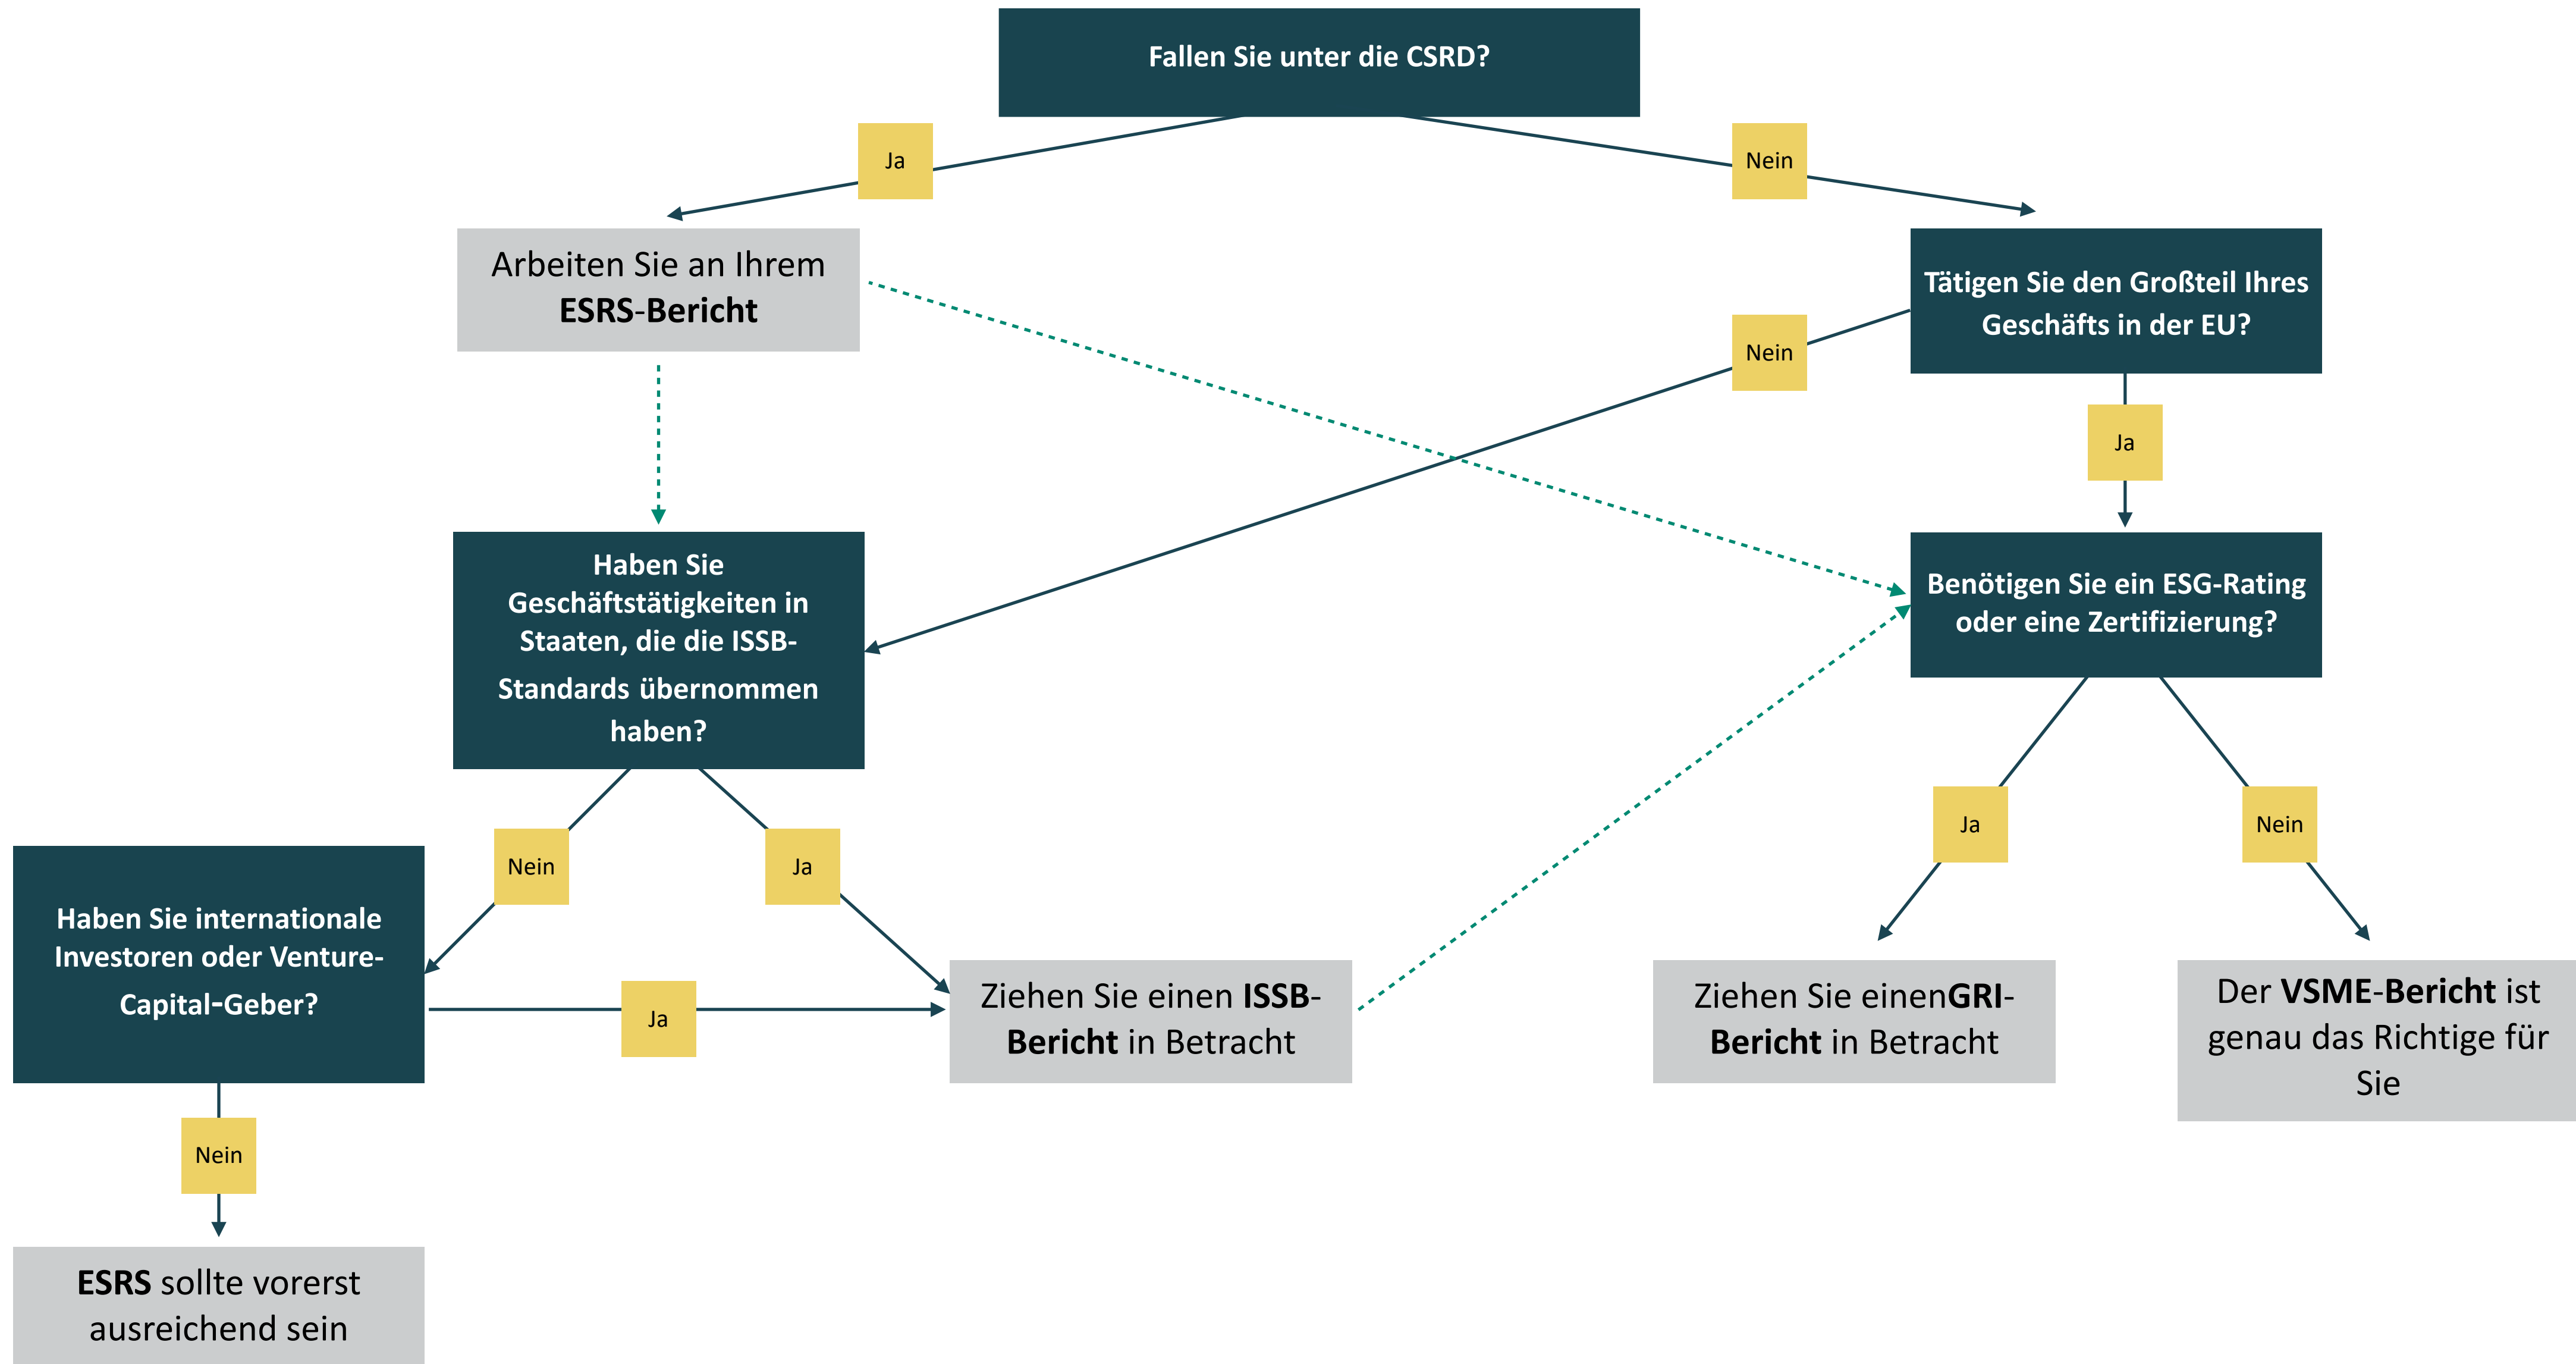 Fallen Sie unter die CSRD?
Ja
Nein
Arbeiten Sie an Ihrem
ESRS-Bericht
Tätigen Sie den Großteil Ihres
Geschäfts in der EU?
Nein
Ja
Haben Sie
Geschäftstätigkeiten in
Staaten, die die ISSB-
Standards übernommen
haben?
Benötigen Sie ein ESG-Rating
oder eine Zertifizierung?
Nein
Ja
Ja
Nein
Haben Sie internationale
Investoren oder Venture-
Capital-Geber?
Ja
Ziehen Sie einen ISSB-
Bericht in Betracht
Ziehen Sie einenGRI-
Bericht in Betracht
Der VSME-Bericht ist
genau das Richtige für
Sie
Nein
ESRS sollte vorerst
ausreichend sein